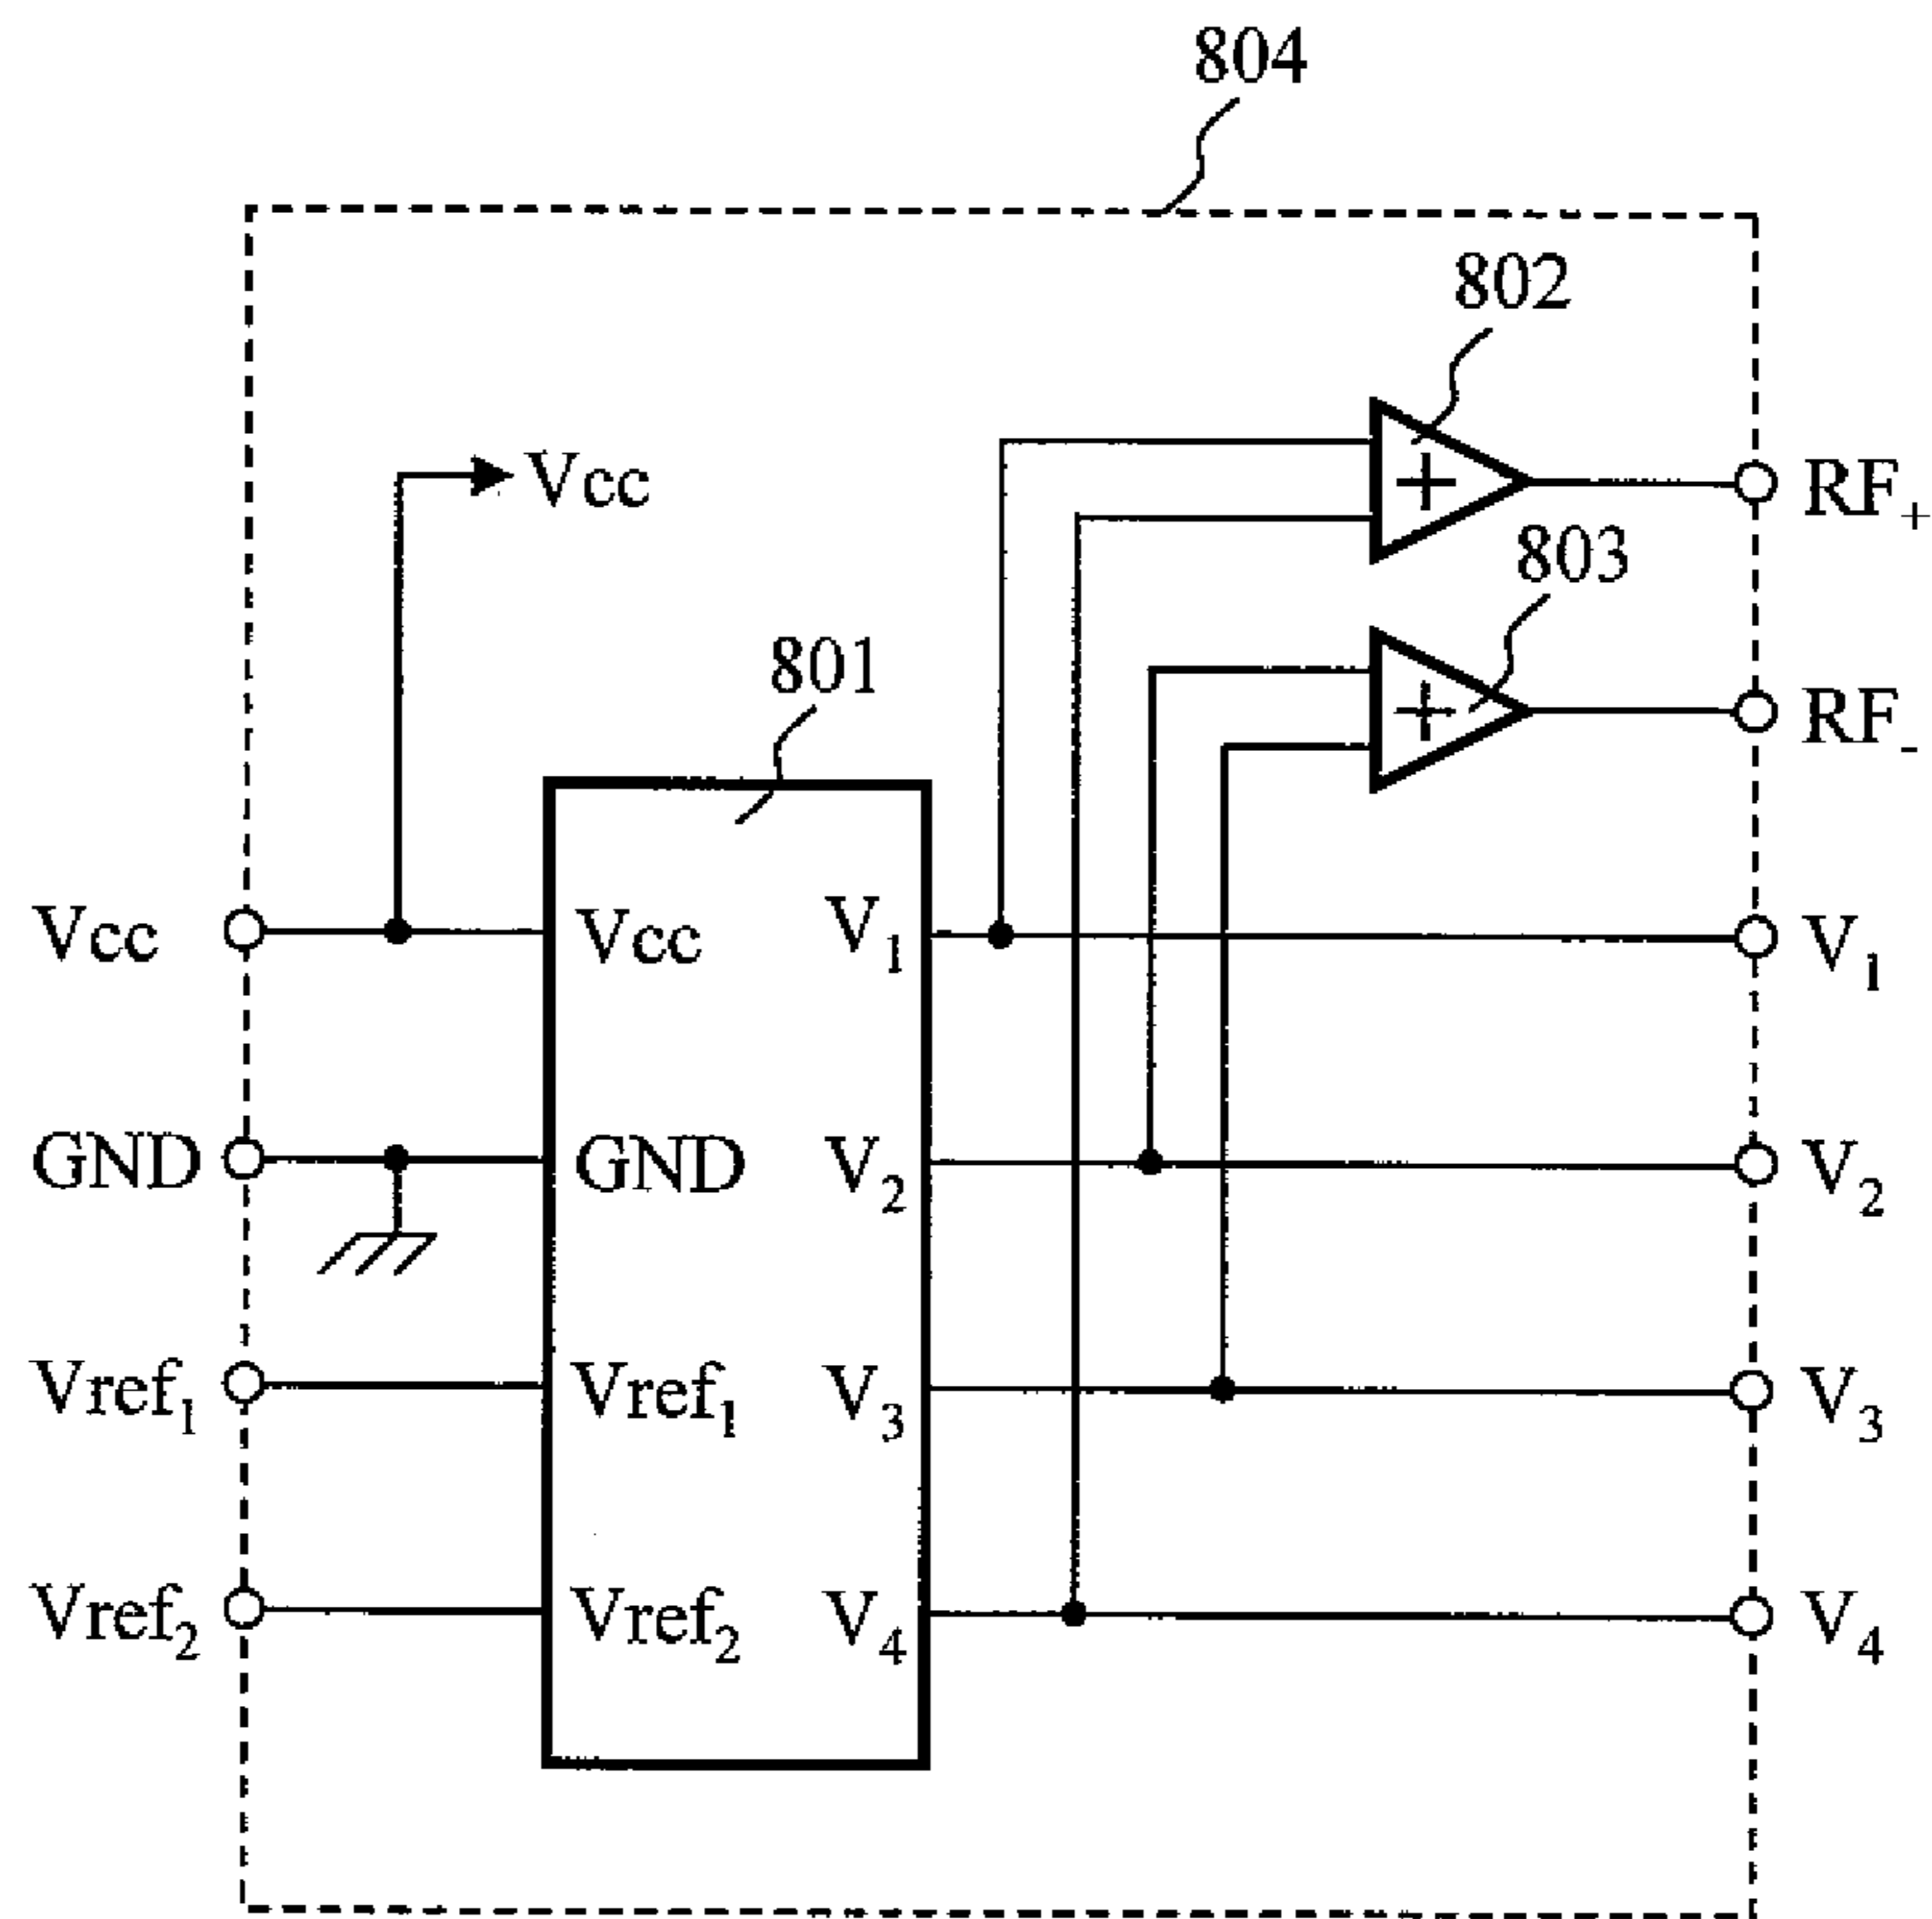 804
802
Vcc
RF+
803
801
RF-
Vcc
Vcc
V1
V1
GND
GND
V2
V2
Vref1
Vref1
V3
V3
Vref2
Vref2
V4
V4